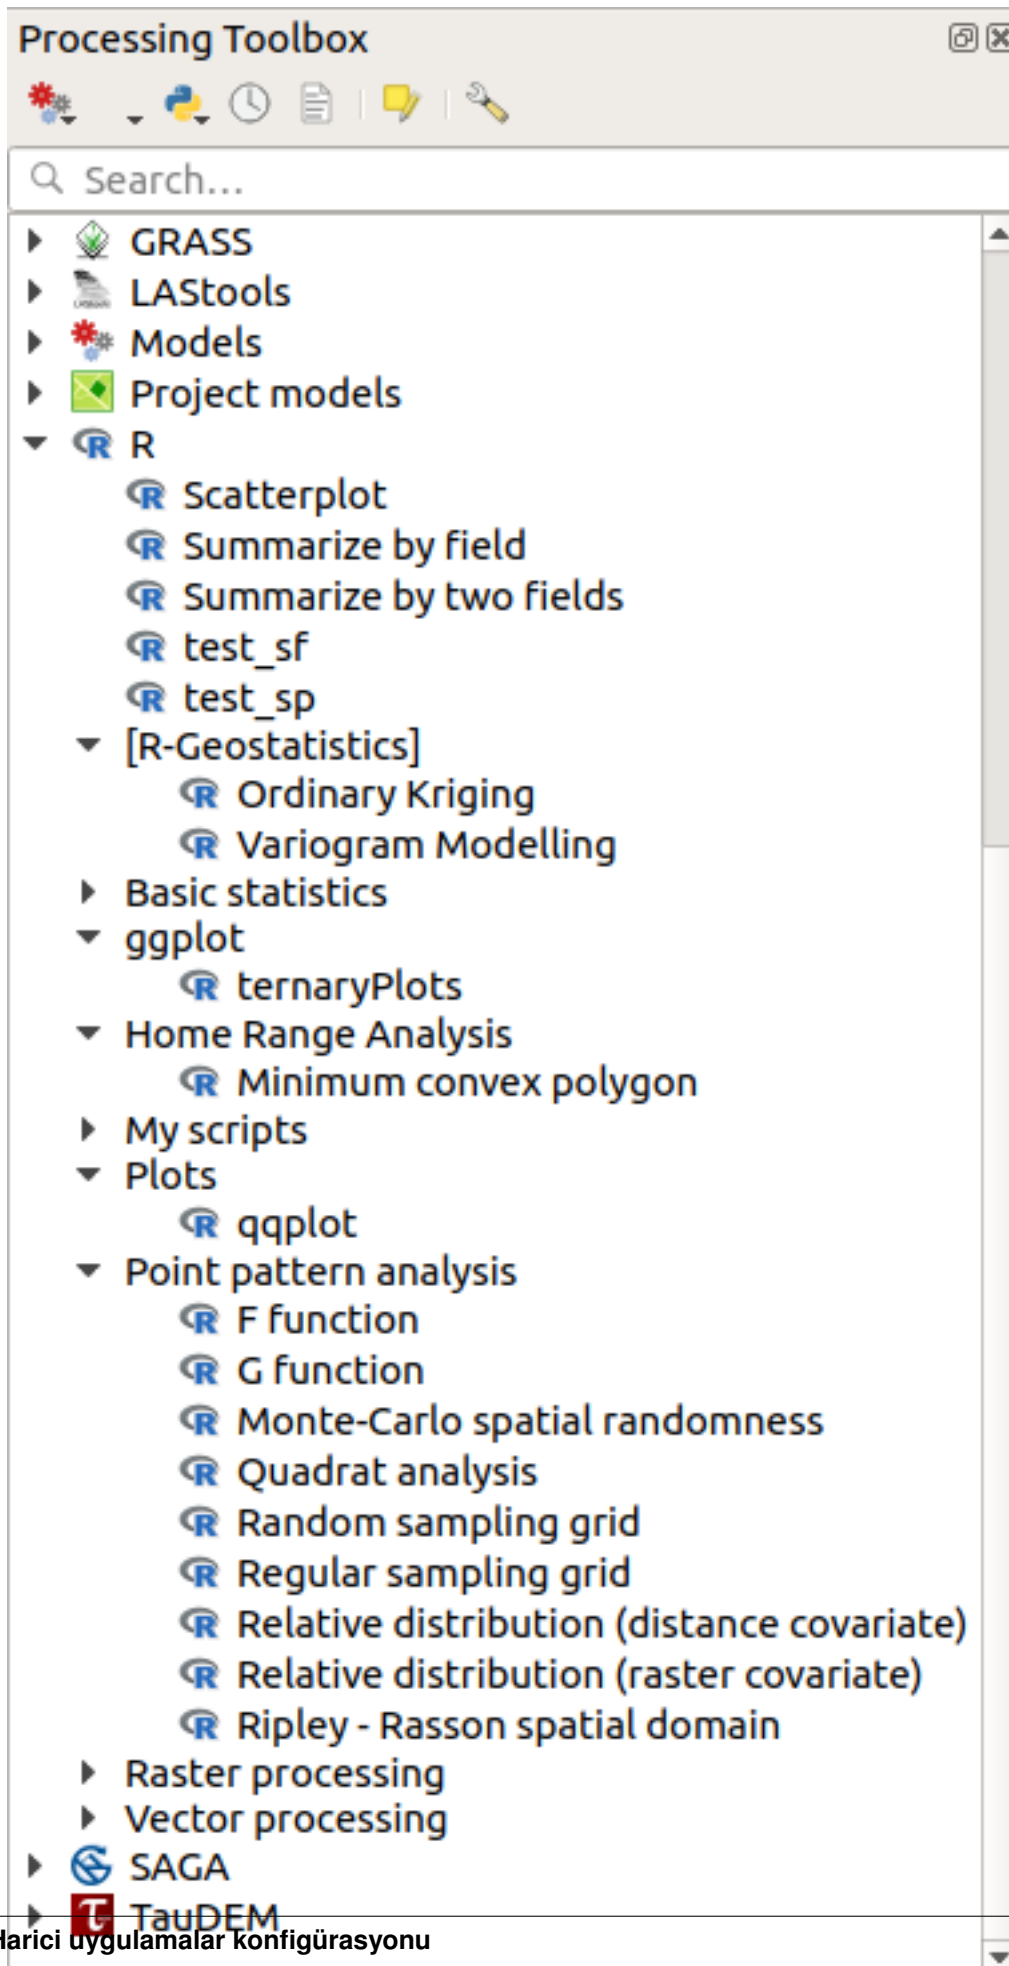 Processing Toolbox
Search...
GRASS
LAStools
Models
Project models
R
Scatterplot
Summarize by field
Summarize by two fields
test_sf
test_sp
[R-Geostatistics]
Ordinary Kriging
Variogram Modelling
Basic statistics
ggplot
ternaryPlots
Home Range Analysis
Minimum convex polygon
My scripts
Plots
qqplot
Point pattern analysis
F function
G function
Monte-Carlo spatial randomness
Quadrat analysis
Random sampling grid
Regular sampling grid
Relative distribution (distance covariate)
Relative distribution (raster covariate)
Ripley - Rasson spatial domain
Raster processing
Vector processing
SAGA
TauDEM
Harici uygulamalar konfigürasyonu